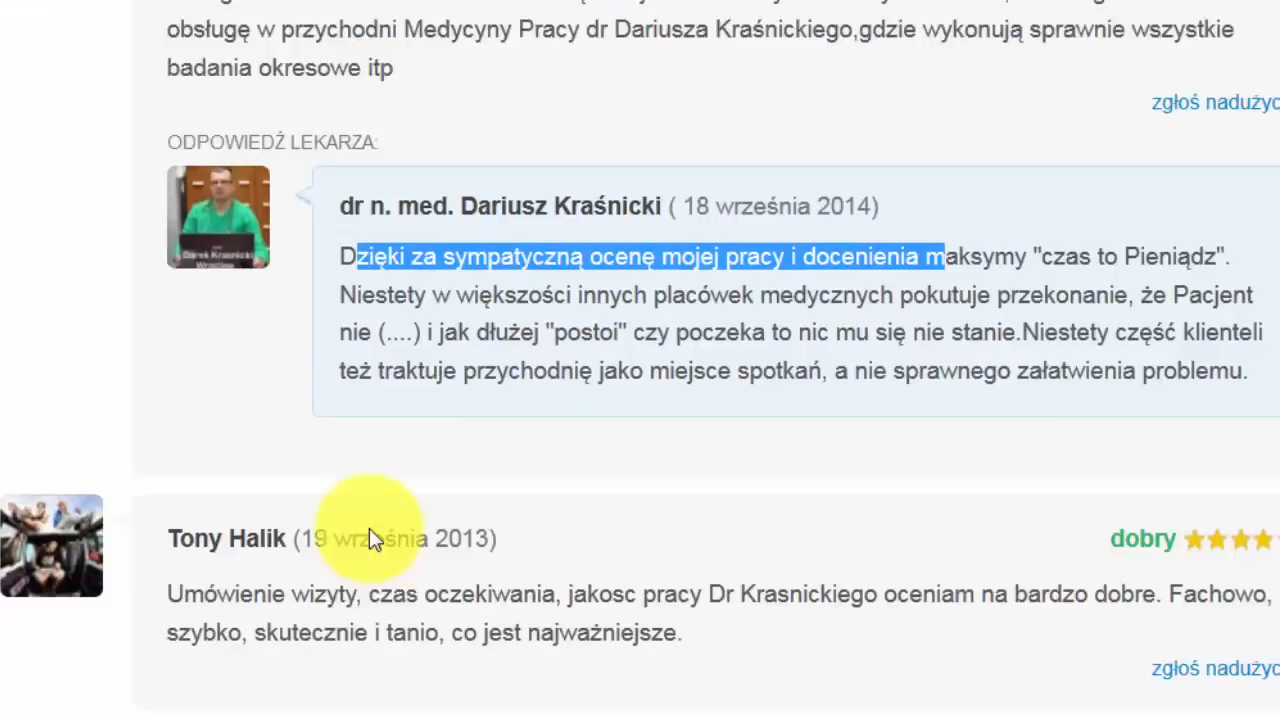 obsługę w przychodni Medycyny Pracy dr Dariusza Kraśnickiego,gdzie wykonują sprawnie wszystkie
badania okresowe itp
zgłoś
ODPOWIEDŹ LEKARZA:
dr n. med. Dariusz Kraśnicki ( 18 września 2014)
Dzięki za sympatyczną ocenę mojej pracy i docenienia maksymy "czas to Pieniądz".
Niestety w większości innych placówek medycznych pokutuje przekonanie, że Pacjent
nie (....) i jak dłużej "postoi" czy poczeka to nic mu się nie stanie.Niestety część klienteli
też traktuje przychodnię jako miejsce spotkań, a nie sprawnego załatwienia problemu.
Tony Halik (19 września 2013)
dobry
Umówienie wizyty, czas oczekiwania, jakosc pracy Dr Krasnickiego oceniam na bardzo dobre. Fachowo,
szybko, skutecznie i tanio, co jest najważniejsze.
zgłoś